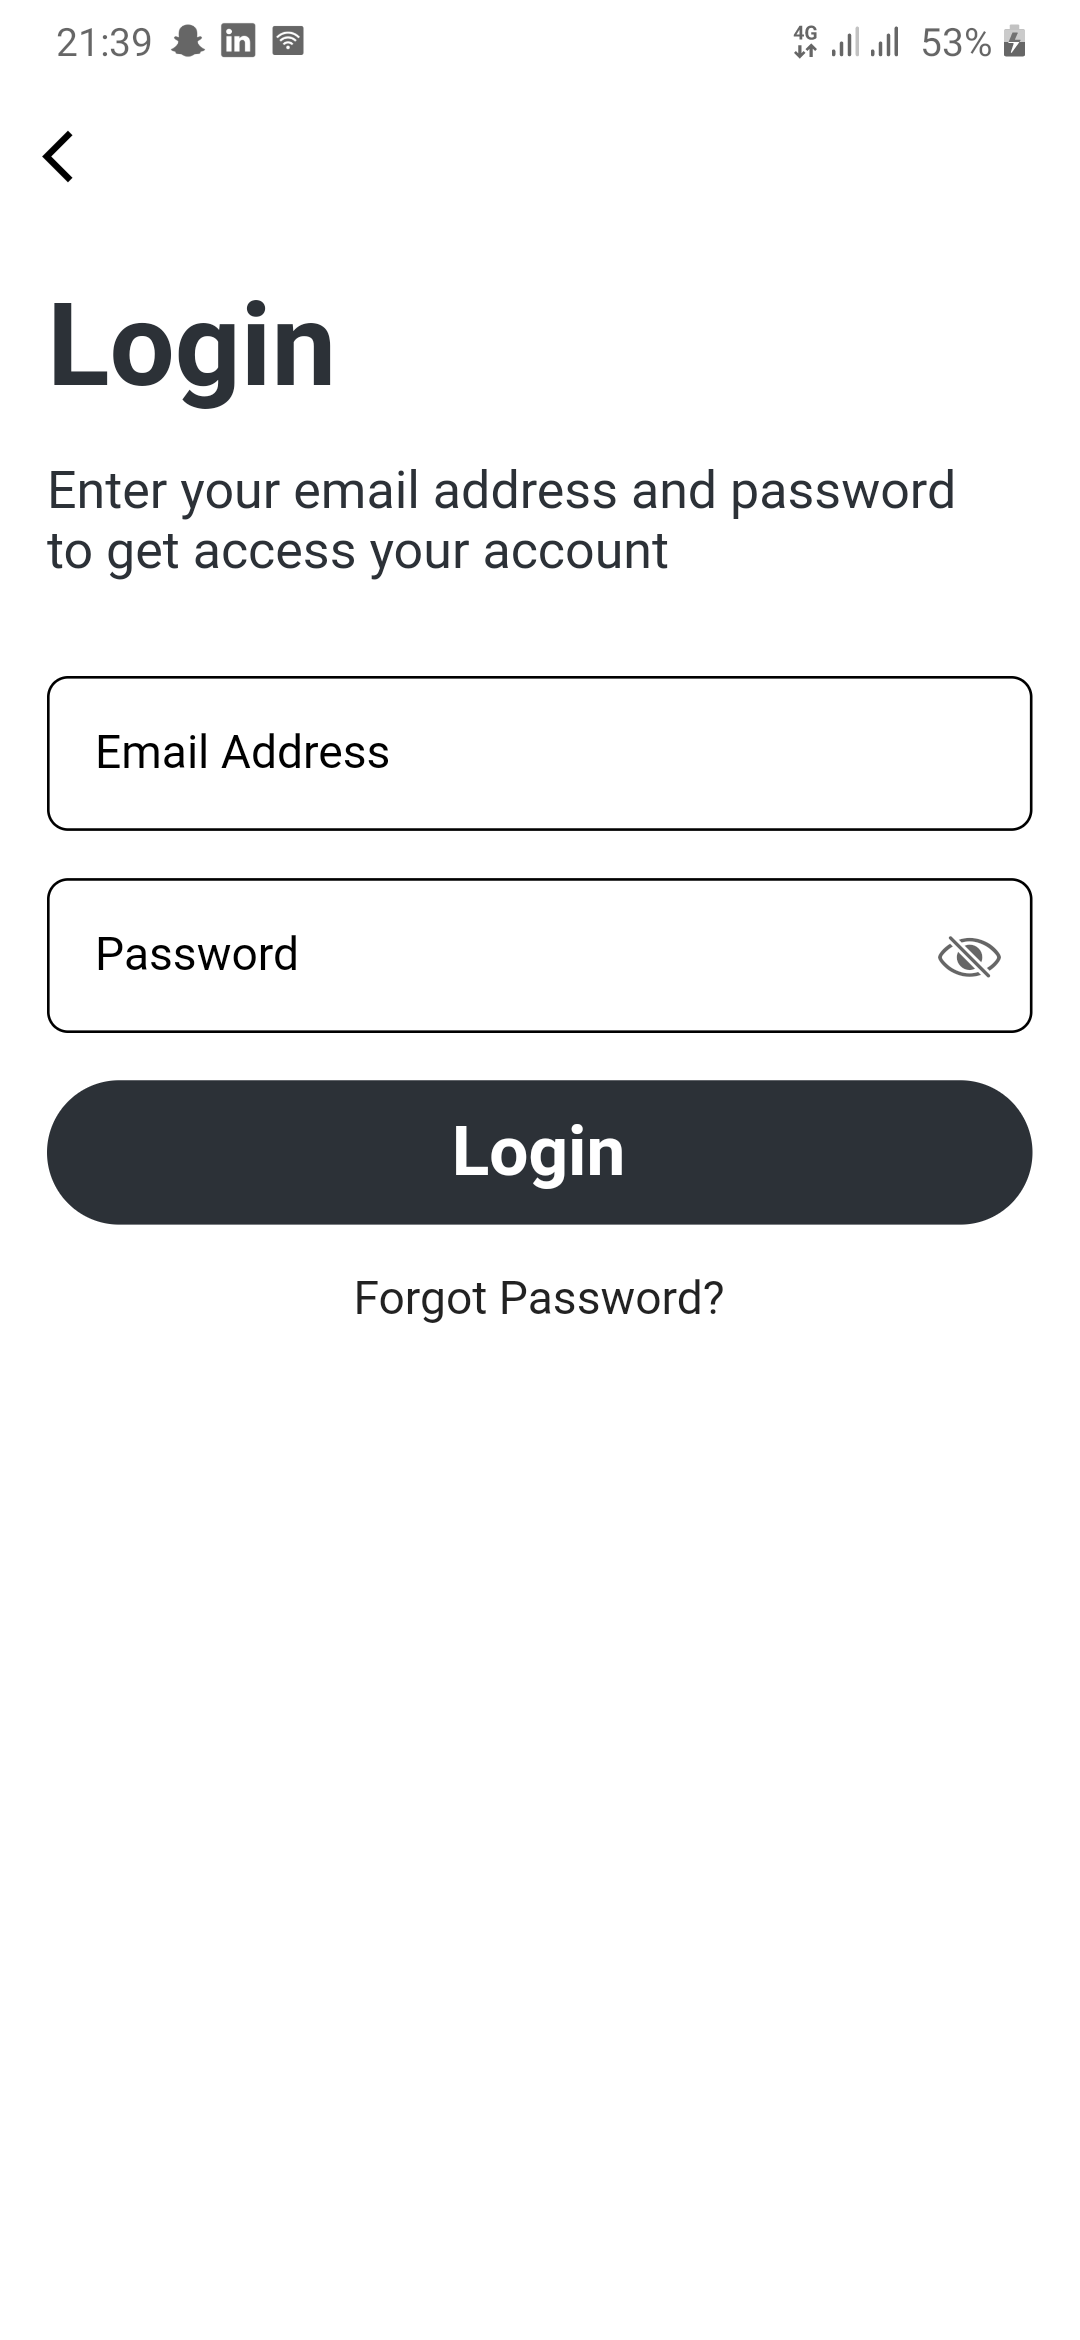 21:39 in 4G 53%
Login
Enter your email address and password
to get access your account
Email Address
Password
Login
Forgot Password?